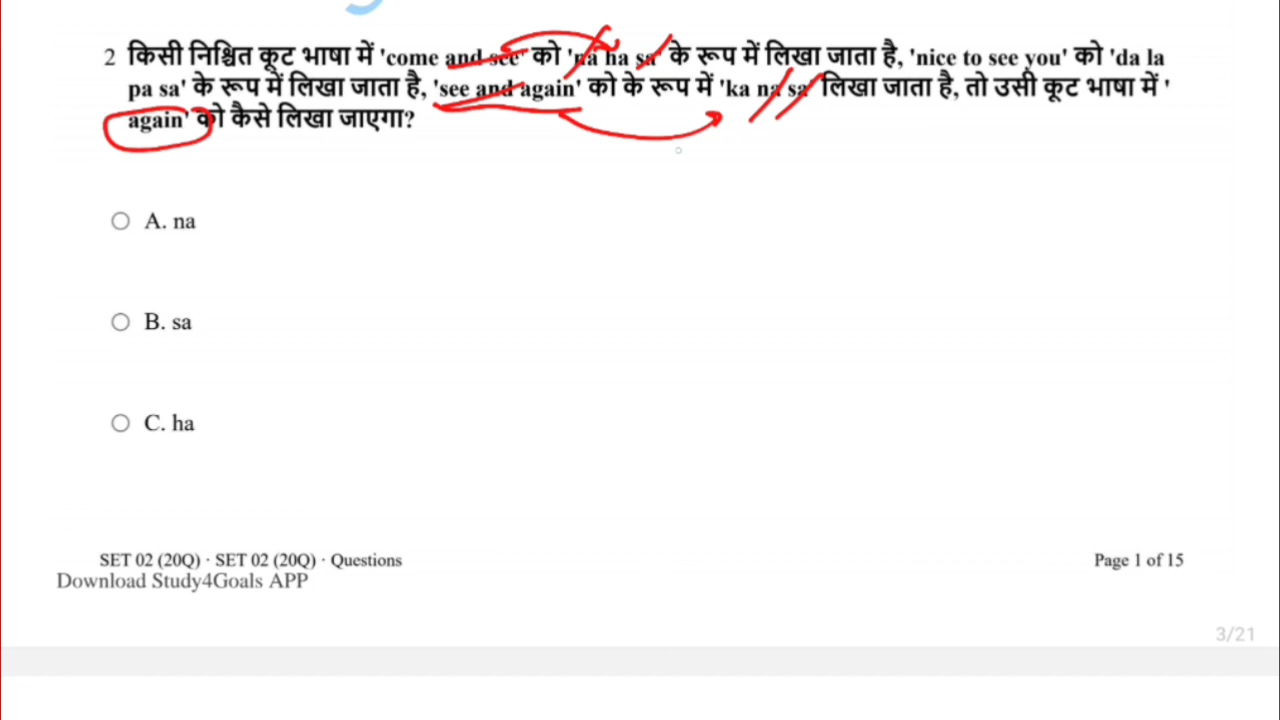 2 किसी निश्चित कूट भाषा में 'come and see' को 'na ha sa' के रूप में लिखा जाता है, 'nice to see you' को 'da la
pa sa' के रूप में लिखा जाता है, 'see and again' को के रूप में 'ka na sa' लिखा जाता है, तो उसी कूट भाषा में '
again' को कैसे लिखा जाएगा?
A. na
B. sa
C. ha
SET 02 (20Q) · SET 02 (20Q) · Questions
Page 1 of 15
Download Study4Goals APP
3/21